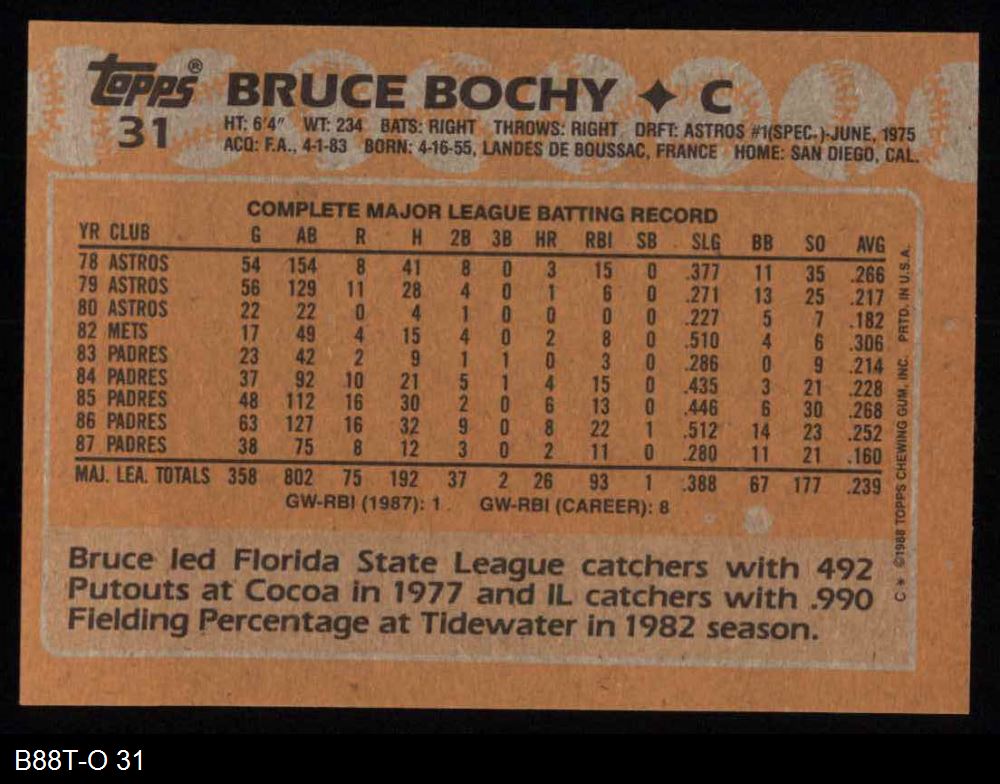 Topps® BRUCE BOCHY ✦ C
31
HT: 6'4" WT: 234 BATS: RIGHT THROWS: RIGHT DRFT: ASTROS #1(SPEC.)-JUNE, 1975
ACQ: F.A., 4-1-83 BORN: 4-16-55, LANDES DE BOUSSAC, FRANCE HOME: SAN DIEGO, CAL.
COMPLETE MAJOR LEAGUE BATTING RECORD
YR CLUB G AB R H 2B 3B HR RBI SB SLG BB SO AVG
78 ASTROS 54 154 8 41 8 0 3 15 0 .377 11 35 .266
79 ASTROS 56 129 11 28 4 0 1 6 0 .271 13 25 .217
80 ASTROS 22 22 0 4 1 0 0 0 0 .227 5 7 .182
82 METS 17 49 4 15 4 0 2 8 0 .510 4 6 .306
83 PADRES 23 42 2 9 1 1 0 3 0 .286 0 9 .214
84 PADRES 37 92 10 21 5 1 4 15 0 .435 3 21 .228
85 PADRES 48 112 16 30 2 0 6 13 0 .446 6 30 .268
86 PADRES 63 127 16 32 9 0 8 22 1 .512 14 23 .252
87 PADRES 38 75 8 12 3 0 2 11 0 .280 11 21 .160
MAJ. LEA. TOTALS 358 802 75 192 37 2 26 93 1 .388 67 177 .239
GW-RBI (1987): 1. GW-RBI (CAREER): 8
Bruce led Florida State League catchers with 492
Putouts at Cocoa in 1977 and IL catchers with .990
Fielding Percentage at Tidewater in 1982 season.
C* ©1988 TOPPS CHEWING GUM, INC. PRTD. IN U.S.A.
B88T-O 31